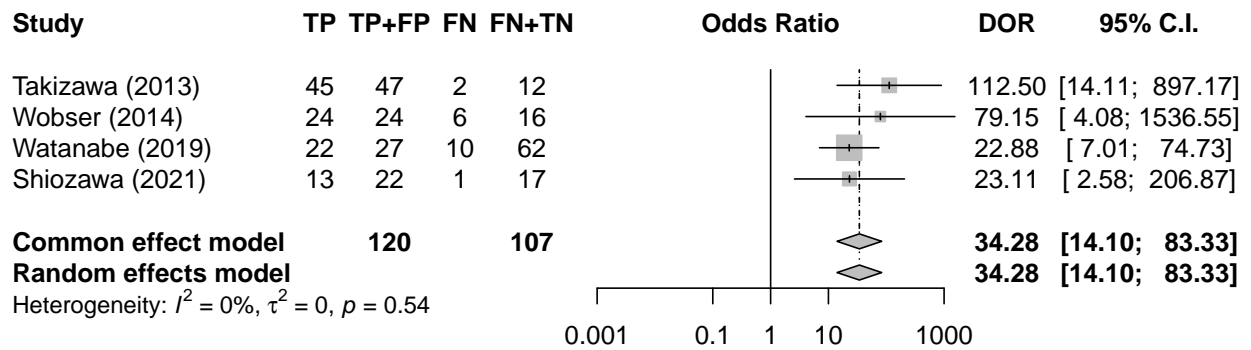 Study TP TP+FP FN FN+TN Odds Ratio DOR 95% C.I.
Takizawa (2013) 45 47 2 12 112.50 [14.11; 897.17]
Wobser (2014) 24 24 6 16 79.15 [ 4.08; 1536.55]
Watanabe (2019) 22 27 10 62 22.88 [ 7.01; 74.73]
Shiozawa (2021) 13 22 1 17 23.11 [ 2.58; 206.87]
Common effect model 120 107 34.28 [14.10; 83.33]
Random effects model 34.28 [14.10; 83.33]
Heterogeneity: I² = 0%, τ² = 0, p = 0.54
0.001 0.1 1 10 1000